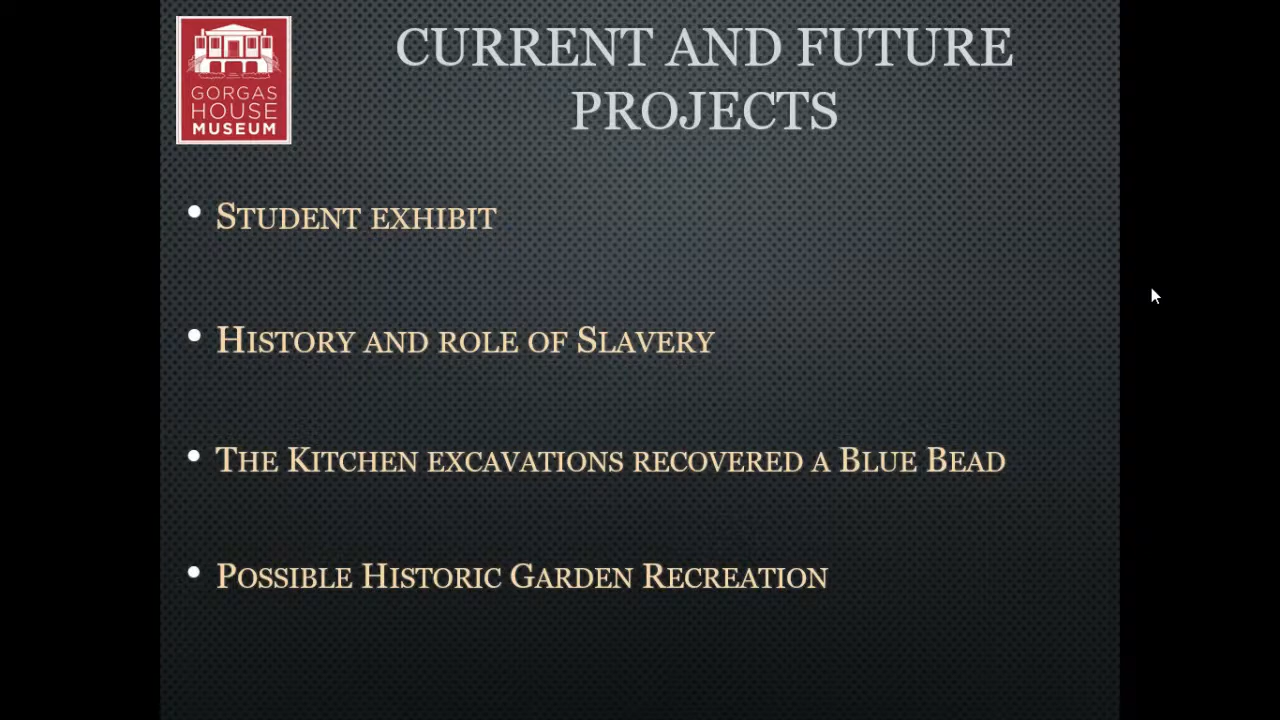 GORGAS
HOUSE
MUSEUM
CURRENT AND FUTURE
PROJECTS
• STUDENT EXHIBIT
• HISTORY AND ROLE OF SLAVERY
• THE KITCHEN EXCAVATIONS RECOVERED A BLUE BEAD
• POSSIBLE HISTORIC GARDEN RECREATION